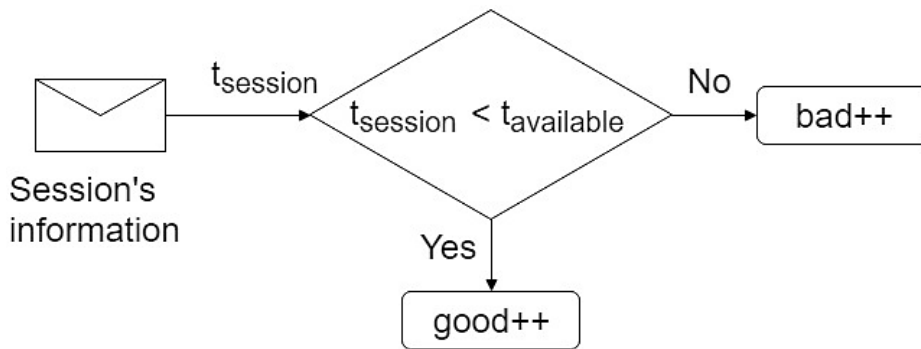 t_session
t_session < t_available
No
bad++
Session's
information
Yes
good++